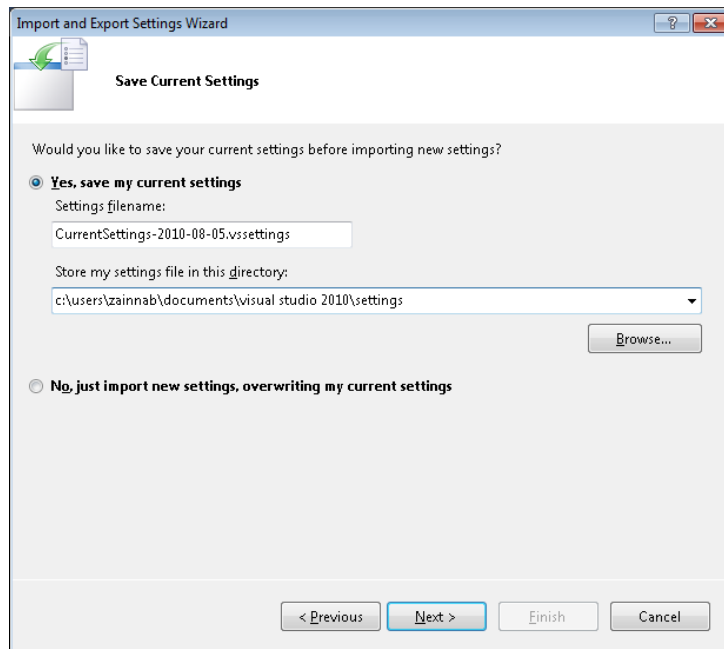 Import and Export Settings Wizard
Save Current Settings
Would you like to save your current settings before importing new settings?
Yes, save my current settings
Settings filename:
CurrentSettings-2010-08-05.vssettings
Store my settings file in this directory:
c:\users\zainnab\documents\visual studio 2010\settings
Browse...
No, just import new settings, overwriting my current settings
< Previous Next > Finish Cancel